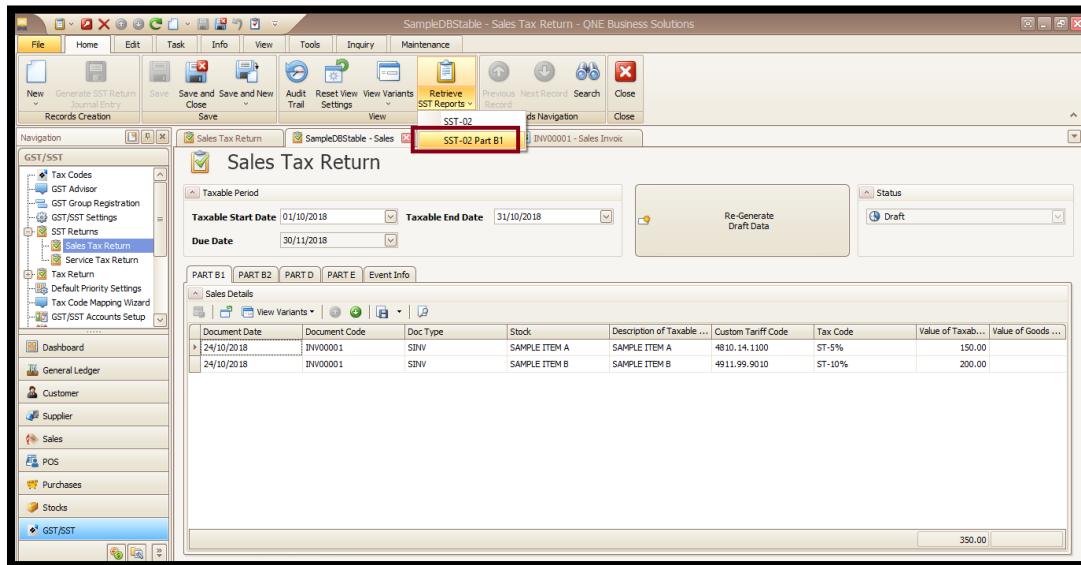 SampleDBStable - Sales Tax Return - QNE Business Solutions
File Home Edit Task Info View Tools Inquiry Maintenance
New Generate SST Return Journal Entry Save Save and Close Save and New Audit Trail Reset View Settings View Variants Retrieve SST Reports Previous Record Next Record Search Close
Records Creation Save View ds Navigation Close
SST-02
SST-02 Part B1
Navigation
Sales Tax Return SampleDBStable - Sales INV00001 - Sales Invoic
GST/SST
Tax Codes
GST Advisor
GST Group Registration
GST/SST Settings
SST Returns
Sales Tax Return
Service Tax Return
Tax Return
Default Priority Settings
Tax Code Mapping Wizard
GST/SST Accounts Setup
Dashboard
General Ledger
Customer
Supplier
Sales
POS
Purchases
Stocks
GST/SST
Sales Tax Return
Taxable Period
Taxable Start Date 01/10/2018 Taxable End Date 31/10/2018
Due Date 30/11/2018
Re-Generate
Draft Data
Status
Draft
PART B1 PART B2 PART D PART E Event Info
Sales Details
View Variants
Document Date Document Code Doc Type Stock Description of Taxable ... Custom Tariff Code Tax Code Value of Taxab... Value of Goods ...
24/10/2018 INV00001 SINV SAMPLE ITEM A SAMPLE ITEM A 4810.14.1100 ST-5% 150.00
24/10/2018 INV00001 SINV SAMPLE ITEM B SAMPLE ITEM B 4911.99.9010 ST-10% 200.00
350.00